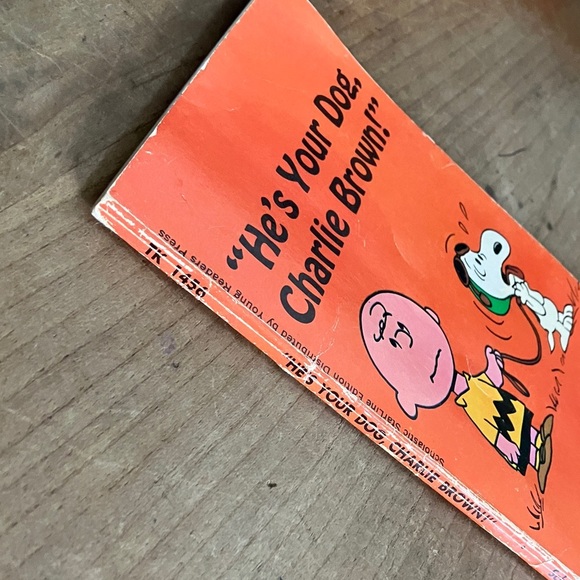 "He's Your Dog,
Charlie Brown!"
Scholastic StarLine Edition Distributed by Young Readers Press
TK 1456
"HE'S YOUR DOG, CHARLIE BROWN!"